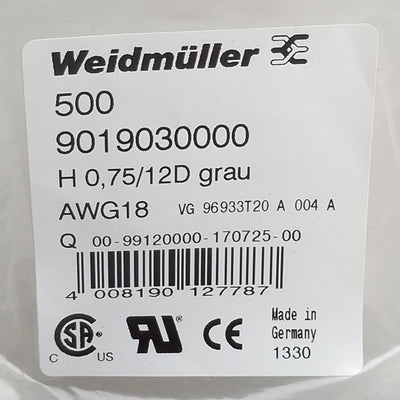 Weidmüller
500
9019030000
H 0,75/12D grau
AWG18 VG 96933T20 A 004 A
Q 00-99120000-170725-00
4 008190 127787
C US
Made in
Germany
1330